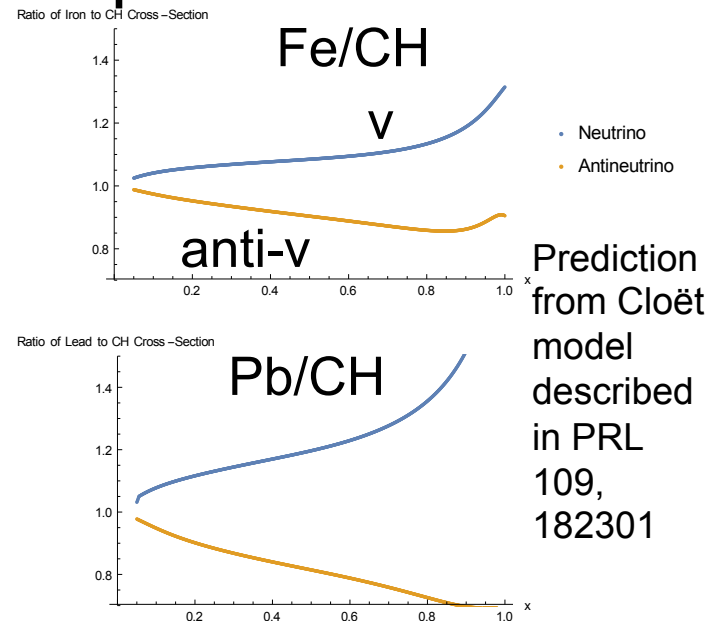 Ratio of Iron to CH Cross-Section
Fe/CH
1.4
1.2
1.0
0.8
ν
anti-ν
0.2 0.4 0.6 0.8 1.0 x
Neutrino
Antineutrino
Ratio of Lead to CH Cross-Section
Pb/CH
1.4
1.2
1.0
0.8
0.2 0.4 0.6 0.8 1.0 x
Prediction
from Cloët
model
described
in PRL
109,
182301